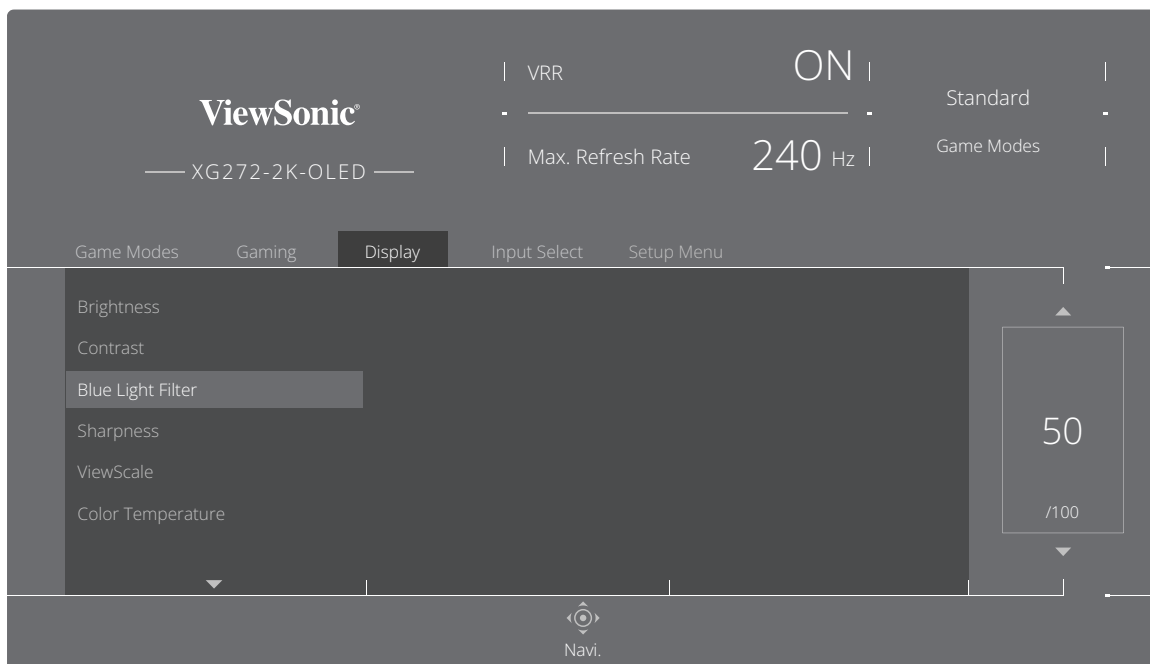 ViewSonic®
XG272-2K-OLED
VRR ON
Max. Refresh Rate 240 Hz
Standard
Game Modes
Game Modes Gaming Display Input Select Setup Menu
Brightness
Contrast
Blue Light Filter
Sharpness
ViewScale
Color Temperature
50
/100
Navi.